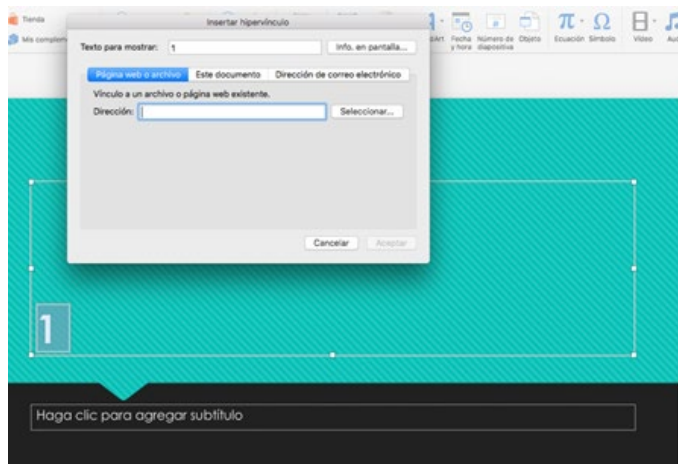 Insertar hipervínculo
Tienda
Mis complem
Texto para mostrar: 1 Info. en pantalla...
Fecha y hora
Número de diapositiva
Objeto
Ecuación
Símbolo
Vídeo
Página web o archivo Este documento Dirección de correo electrónico
Vínculo a un archivo o página web existente.
Dirección: Seleccionar...
Cancelar Aceptar
1
Haga clic para agregar subtítulo